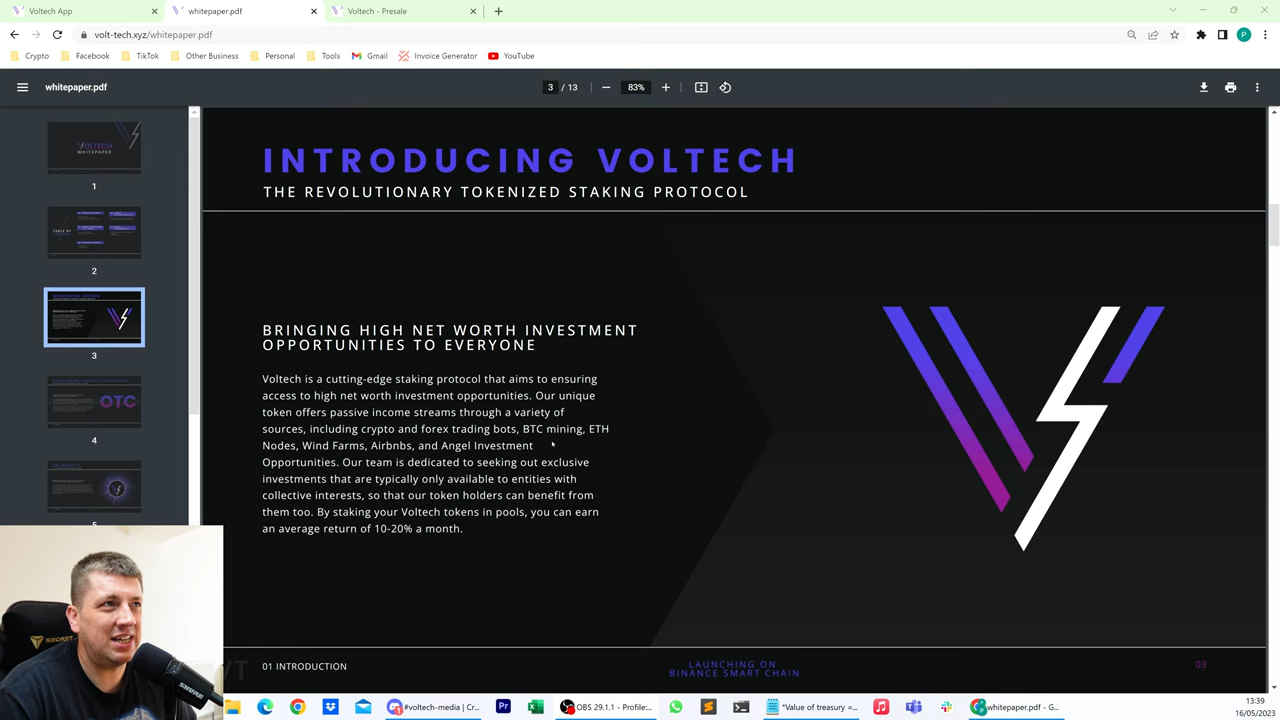 Voltech App
whitepaper.pdf
Voltech - Presale
volt-tech.xyz/whitepaper.pdf
P
Crypto
Facebook
TikTok
Other Business
Personal
Tools
Gmail
Invoice Generator
YouTube
whitepaper.pdf
3 / 13
83%
VOLTECH
WHITEPAPER
1
2
3
OTC
4
5
INTRODUCING VOLTECH
THE REVOLUTIONARY TOKENIZED STAKING PROTOCOL
BRINGING HIGH NET WORTH INVESTMENT
OPPORTUNITIES TO EVERYONE
Voltech is a cutting-edge staking protocol that aims to ensuring
access to high net worth investment opportunities. Our unique
token offers passive income streams through a variety of
sources, including crypto and forex trading bots, BTC mining, ETH
Nodes, Wind Farms, Airbnbs, and Angel Investment
Opportunities. Our team is dedicated to seeking out exclusive
investments that are typically only available to entities with
collective interests, so that our token holders can benefit from
them too. By staking your Voltech tokens in pools, you can earn
an average return of 10-20% a month.
01 INTRODUCTION
LAUNCHING ON
BINANCE SMART CHAIN
03
SECRET
SHURE
#voltech-media | Cr...
Pr
OBS 29.1.1 - Profile:...
*Value of treasury =...
whitepaper.pdf - G...
13:39
16/05/2023